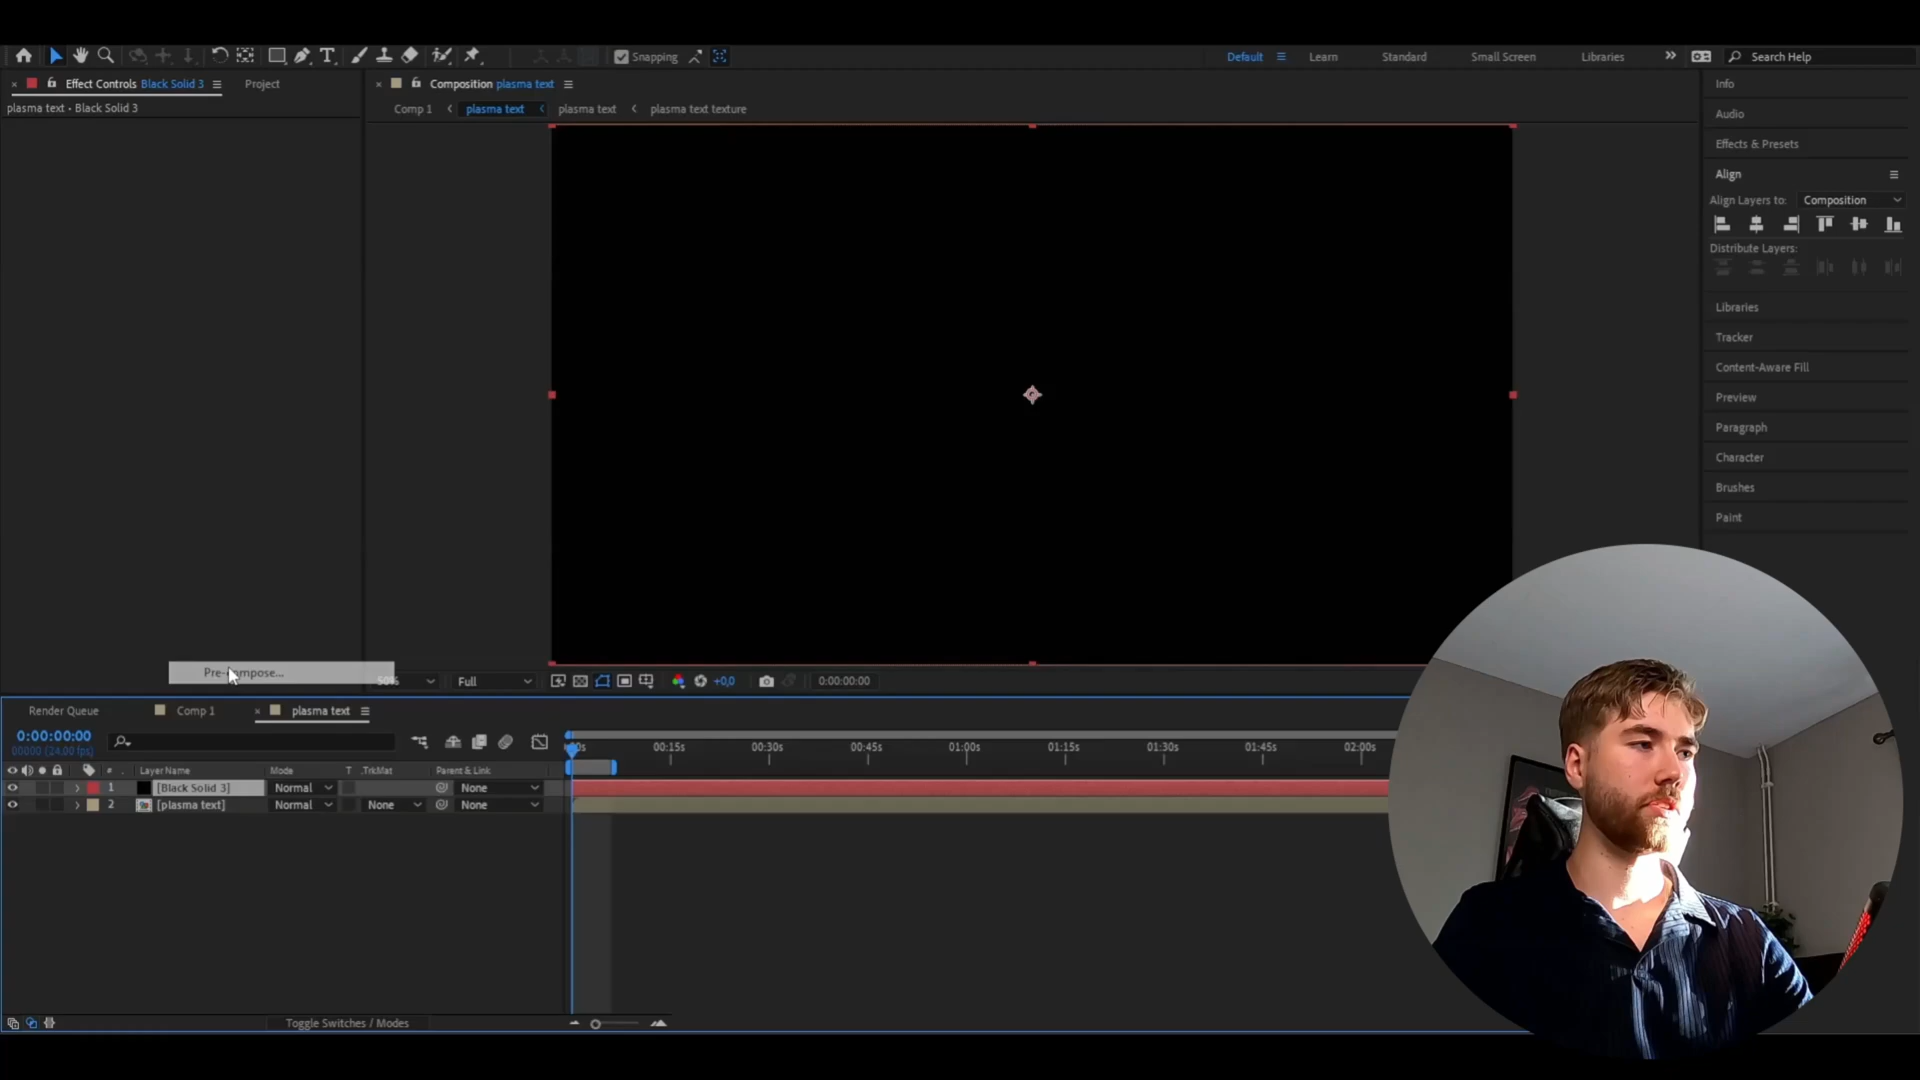 Snapping
Default
Learn
Standard
Small Screen
Libraries
Search Help
Effect Controls Black Solid 3
Project
plasma text • Black Solid 3
Composition plasma text
Comp 1
plasma text
plasma text
plasma text texture
Info
Audio
Effects & Presets
Align
Align Layers to:
Composition
Distribute Layers:
Libraries
Tracker
Content-Aware Fill
Preview
Paragraph
Character
Brushes
Paint
50%
Full
+0,0
0:00:00:00
Render Queue
Comp 1
plasma text
0:00:00:00
00000 (24.00 fps)
00:15s
00:30s
00:45s
01:00s
01:15s
01:30s
01:45s
02:00s
#
Layer Name
Mode
T
.TrkMat
Parent & Link
1
[Black Solid 3]
Normal
None
2
[plasma text]
Normal
None
None
Toggle Switches / Modes